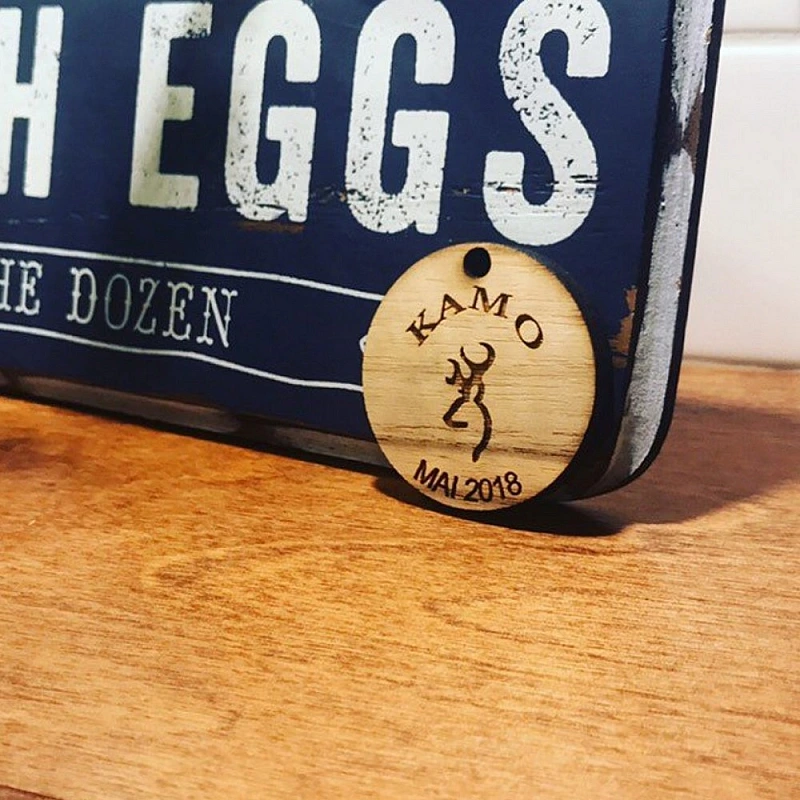 H EGGS
HE DOZEN
KAMO
MAI 2018